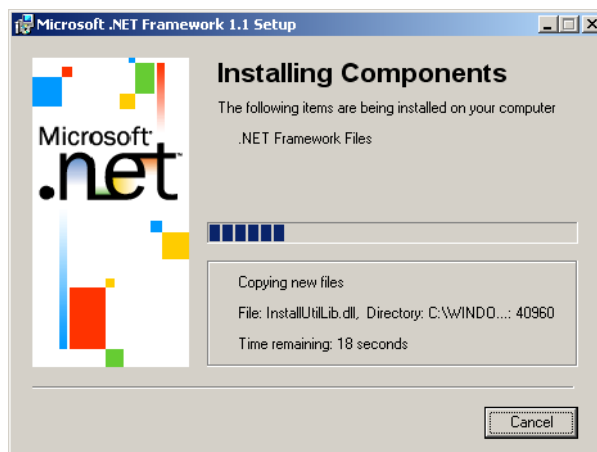 Microsoft .NET Framework 1.1 Setup
Installing Components
The following items are being installed on your computer
.NET Framework Files
Microsoft
.net
Copying new files
File: InstallUtilLib.dll, Directory: C:\WINDO...: 40960
Time remaining: 18 seconds
Cancel